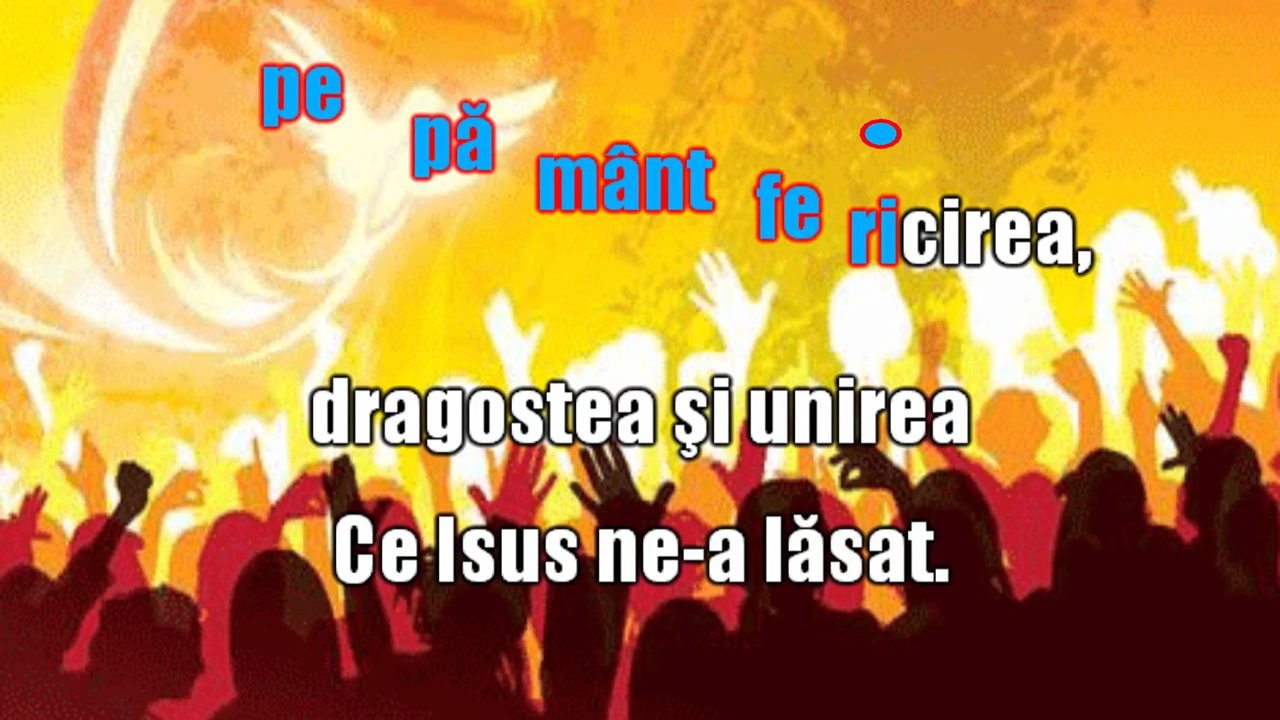 pe pă mânt fe ricirea,
dragostea şi unirea
Ce Isus ne-a lăsat.